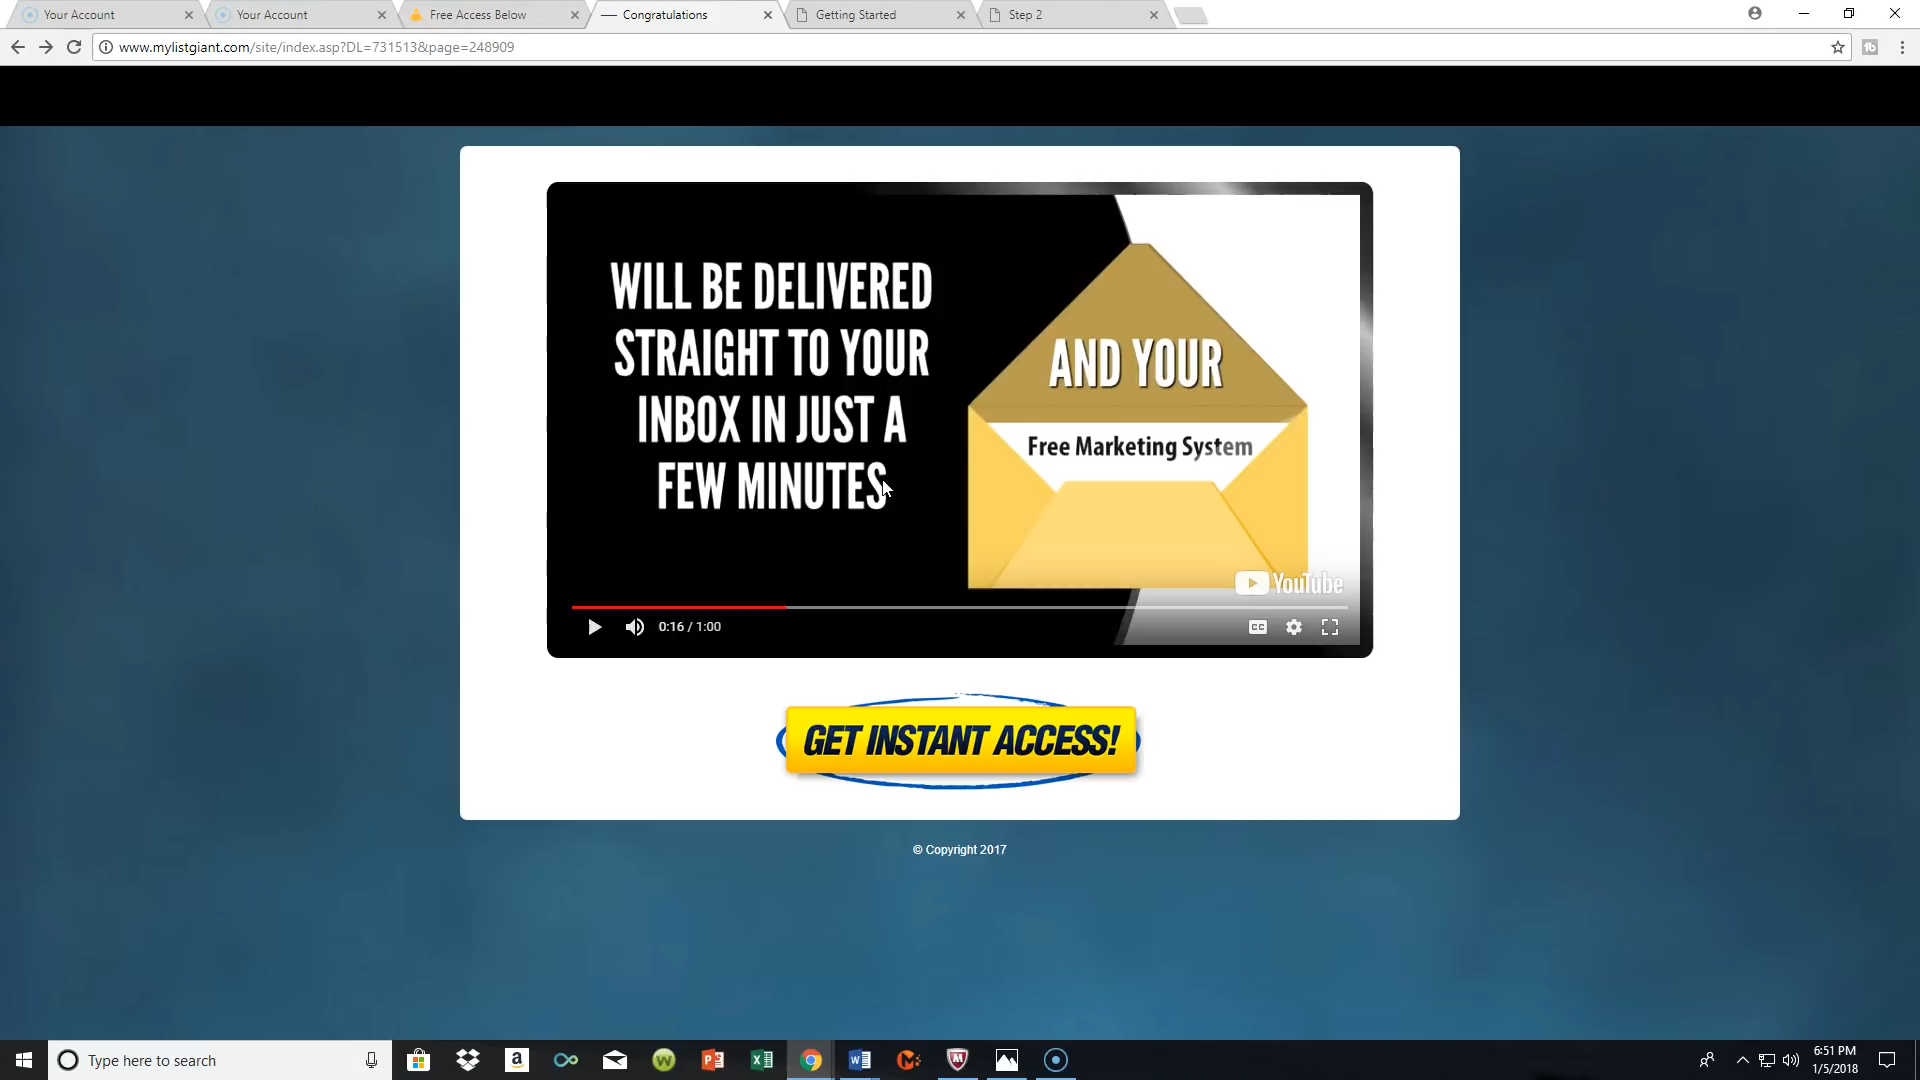 Your Account
Your Account
Free Access Below
Congratulations
Getting Started
Step 2
www.mylistgiant.com/site/index.asp?DL=731513&page=248909
WILL BE DELIVERED
STRAIGHT TO YOUR
INBOX IN JUST A
FEW MINUTES
AND YOUR
Free Marketing System
YouTube
0:16 / 1:00
CC
GET INSTANT ACCESS!
© Copyright 2017
Type here to search
6:51 PM
1/5/2018